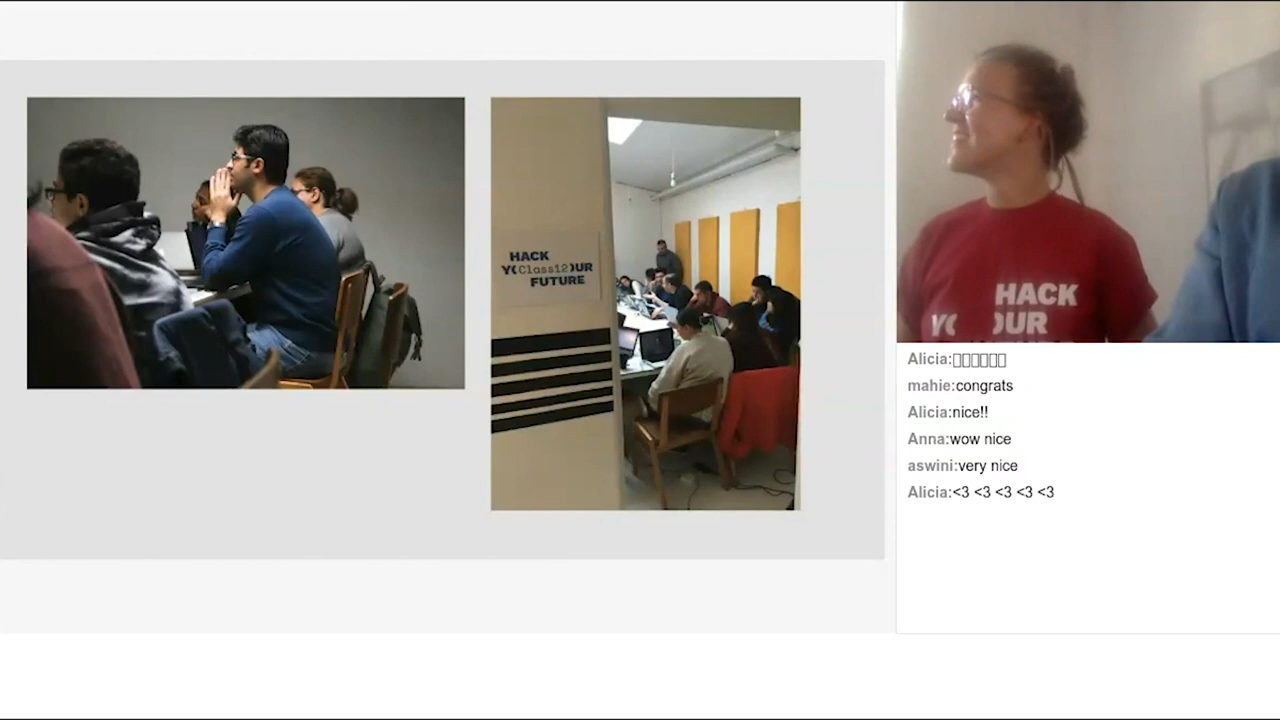 HACK
Y( Class12 )UR
FUTURE
HACK
YO )UR
Alicia:▯▯▯▯▯▯
mahie:congrats
Alicia:nice!!
Anna:wow nice
aswini:very nice
Alicia:<3 <3 <3 <3 <3